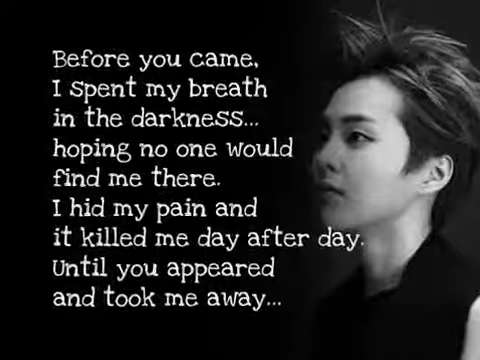 Before you came,
I spent my breath
in the darkness...
hoping no one would
find me there.
I hid my pain and
it killed me day after day.
Until you appeared
and took me away...